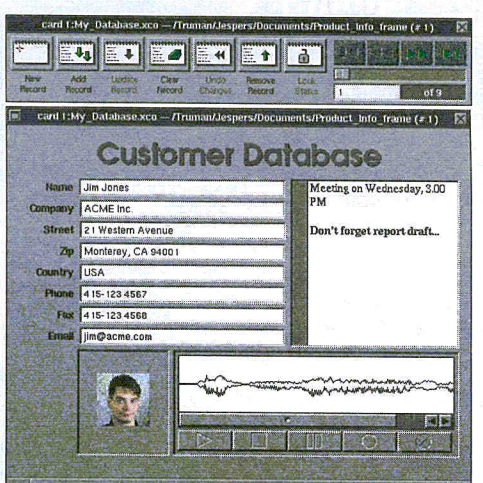 card 1:My_Database.xco —/Truman/Jespers/Documents/Product_Info_frame (# 1)
New Record
Add Record
Update Record
Clear Record
Undo Changes
Remove Record
Lock Status
1 of 9
card 1:My_Database.xco —/Truman/Jespers/Documents/Product_Info_frame (# 1)
Customer Database
Name Jim Jones
Company ACME Inc.
Street 21 Western Avenue
Zip Monterey, CA 94001
Country USA
Phone 415-123 4567
Fax 415-123 4568
Email jim@acme.com
Meeting on Wednesday, 3.00
PM
Don't forget report draft...